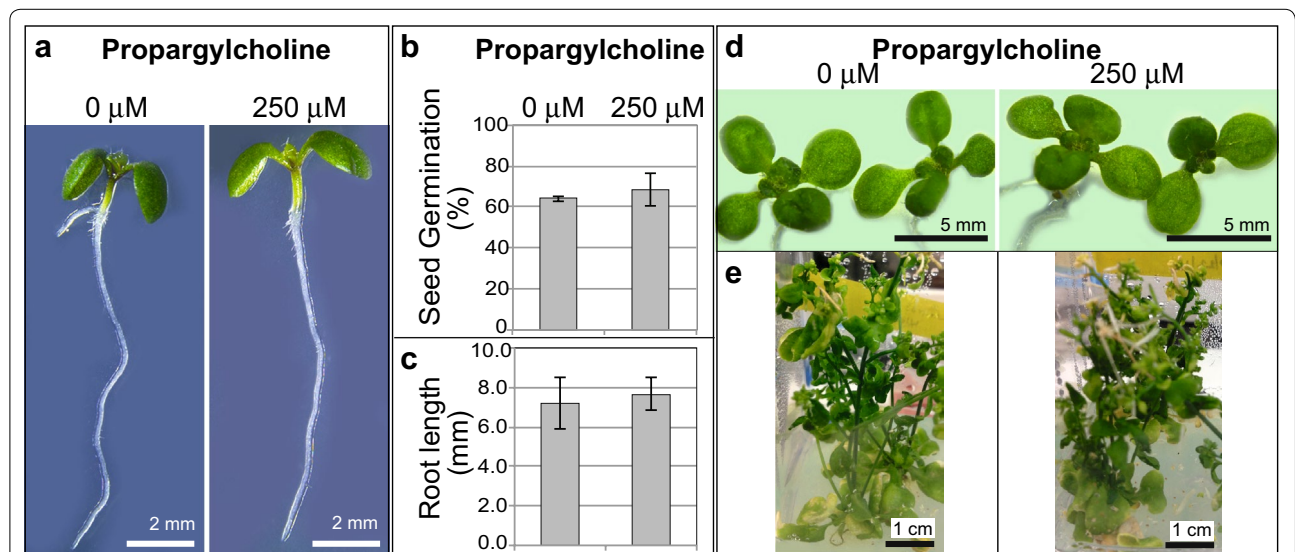 a
Propargylcholine
0 μM 250 μM
2 mm 2 mm
b
Propargylcholine
0 μM 250 μM
Seed Germination
(%)
100
80
60
40
20
0
c
Root length
(mm)
10.0
8.0
6.0
4.0
2.0
0.0
d
Propargylcholine
0 μM 250 μM
5 mm 5 mm
e
1 cm 1 cm